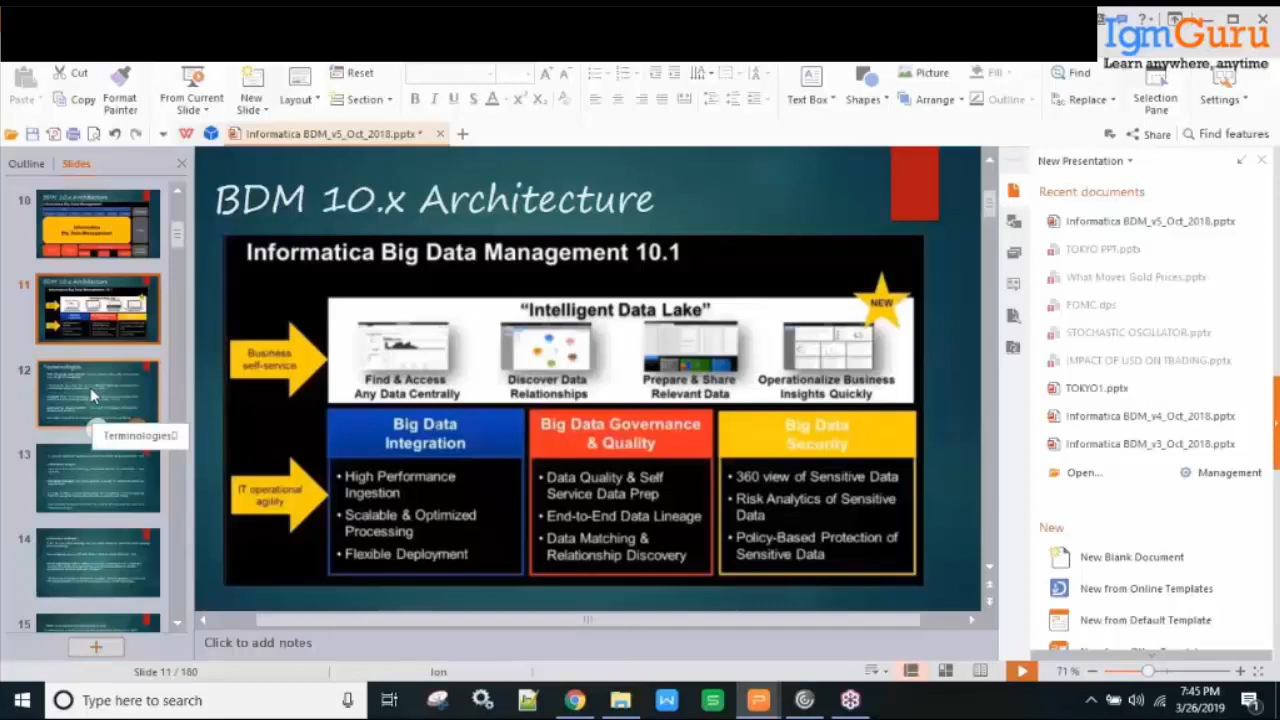 IgmGuru
Learn anywhere, anytime
Cut
Reset
Paste
Copy
Format
Painter
From Current
Slide
New
Slide
Layout
Section
B I U S A
Text Box
Shapes
Picture
Fill
Arrange
Outline
Find
Replace
Selection
Pane
Settings
Informatica BDM_v5_Oct_2018.pptx *
Share
Find features
Outline
Slides
New Presentation
Recent documents
Informatica BDM_v5_Oct_2018.pptx
TOKYO PPT.pptx
What Moves Gold Prices.pptx
FOMC.dps
STOCHASTIC OSCILLATOR.pptx
IMPACT OF USD ON TRADING.pptx
TOKYO1.pptx
Informatica BDM_v4_Oct_2018.pptx
Informatica BDM_v3_Oct_2018.pptx
Open...
Management
New
New Blank Document
New from Online Templates
New from Default Template
10
11
12
Terminologies
13
14
15
BDM 10.x Architecture
Informatica Big Data Management 10.1
"Intelligent Data Lake"
NEW
Business
self-service
Find & Access
Any Data Centrally
Discover Data
Relationships
Prepare & Share
Relevant Data
Operationalize Business
Insights Quickly
IT operational
agility
Big Data
Integration
• High Performance
Ingestion
• Scalable & Optimized
Processing
• Flexible Deployment
Big Data Governance
& Quality
• Data Quality & Self
Service Data Prep
• End-to-End Data Lineage
• Data Matching &
Relationship Discovery
Big Data
Security
• 360 view of Sensitive Data
• Risk Analytics of Sensitive
Data
• Policy-Based Protection of
Sensitive Data
Click to add notes
Slide 11 / 180
Ion
71 %
Type here to search
7:45 PM
3/26/2019